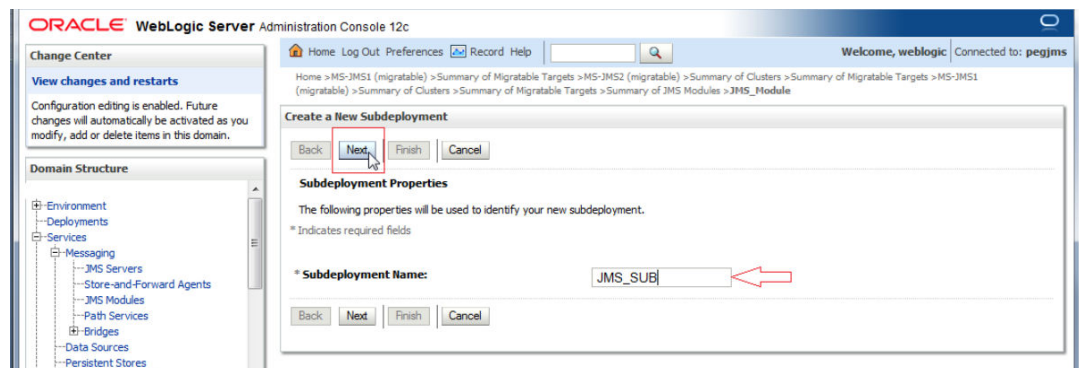 ORACLE WebLogic Server Administration Console 12c
Change Center
View changes and restarts
Configuration editing is enabled. Future
changes will automatically be activated as you
modify, add or delete items in this domain.
Domain Structure
Environment
Deployments
Services
Messaging
JMS Servers
Store-and-Forward Agents
JMS Modules
Path Services
Bridges
Data Sources
Persistent Stores
Home Log Out Preferences Record Help
Welcome, weblogic Connected to: pegjms
Home >MS-JMS1 (migratable) >Summary of Migratable Targets >MS-JMS2 (migratable) >Summary of Clusters >Summary of Migratable Targets >MS-JMS1
(migratable) >Summary of Clusters >Summary of Migratable Targets >Summary of JMS Modules >JMS_Module
Create a New Subdeployment
Back Next Finish Cancel
Subdeployment Properties
The following properties will be used to identify your new subdeployment.
* Indicates required fields
* Subdeployment Name: JMS_SUB
Back Next Finish Cancel